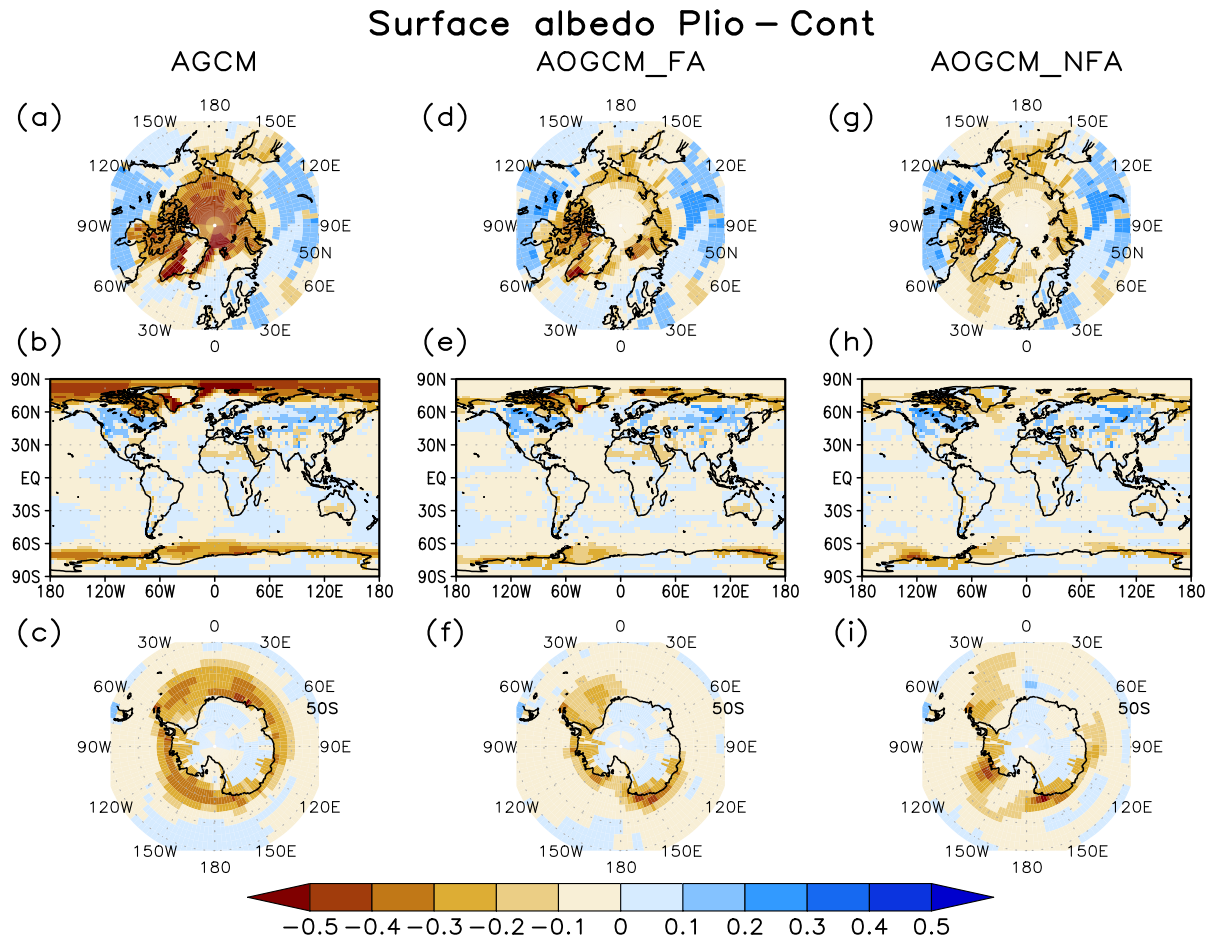 Surface albedo Plio – Cont
AGCM AOGCM_FA AOGCM_NFA
(a) (d) (g)
180 180 180
150W 150E 150W 150E 150W 150E
120W 120E 120W 120E 120W 120E
90W 90E 90W 90E 90W 90E
50N 50N 50N
60W 60E 60W 60E 60W 60E
30W 30E 30W 30E 30W 30E
0 0 0
(b) (e) (h)
90N 90N 90N
60N 60N 60N
30N 30N 30N
EQ EQ EQ
30S 30S 30S
60S 60S 60S
90S 90S 90S
180 120W 60W 0 60E 120E 180 120W 60W 0 60E 120E 180 120W 60W 0 60E 120E 180
(c) (f) (i)
0 0 0
30W 30E 30W 30E 30W 30E
60W 60E 60W 60E 60W 60E
50S 50S 50S
90W 90E 90W 90E 90W 90E
120W 120E 120W 120E 120W 120E
150W 150E 150W 150E 150W 150E
180 180 180
−0.5 −0.4 −0.3 −0.2 −0.1 0 0.1 0.2 0.3 0.4 0.5